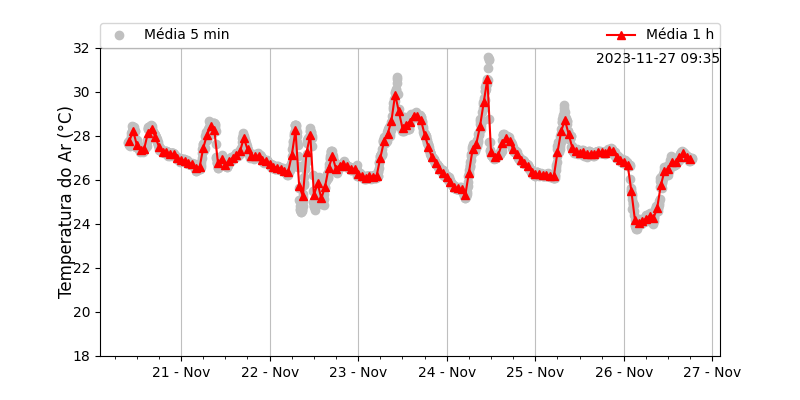 Média 5 min
Média 1 h
2023-11-27 09:35
Temperatura do Ar (°C)
32
30
28
26
24
22
20
18
21 - Nov
22 - Nov
23 - Nov
24 - Nov
25 - Nov
26 - Nov
27 - Nov